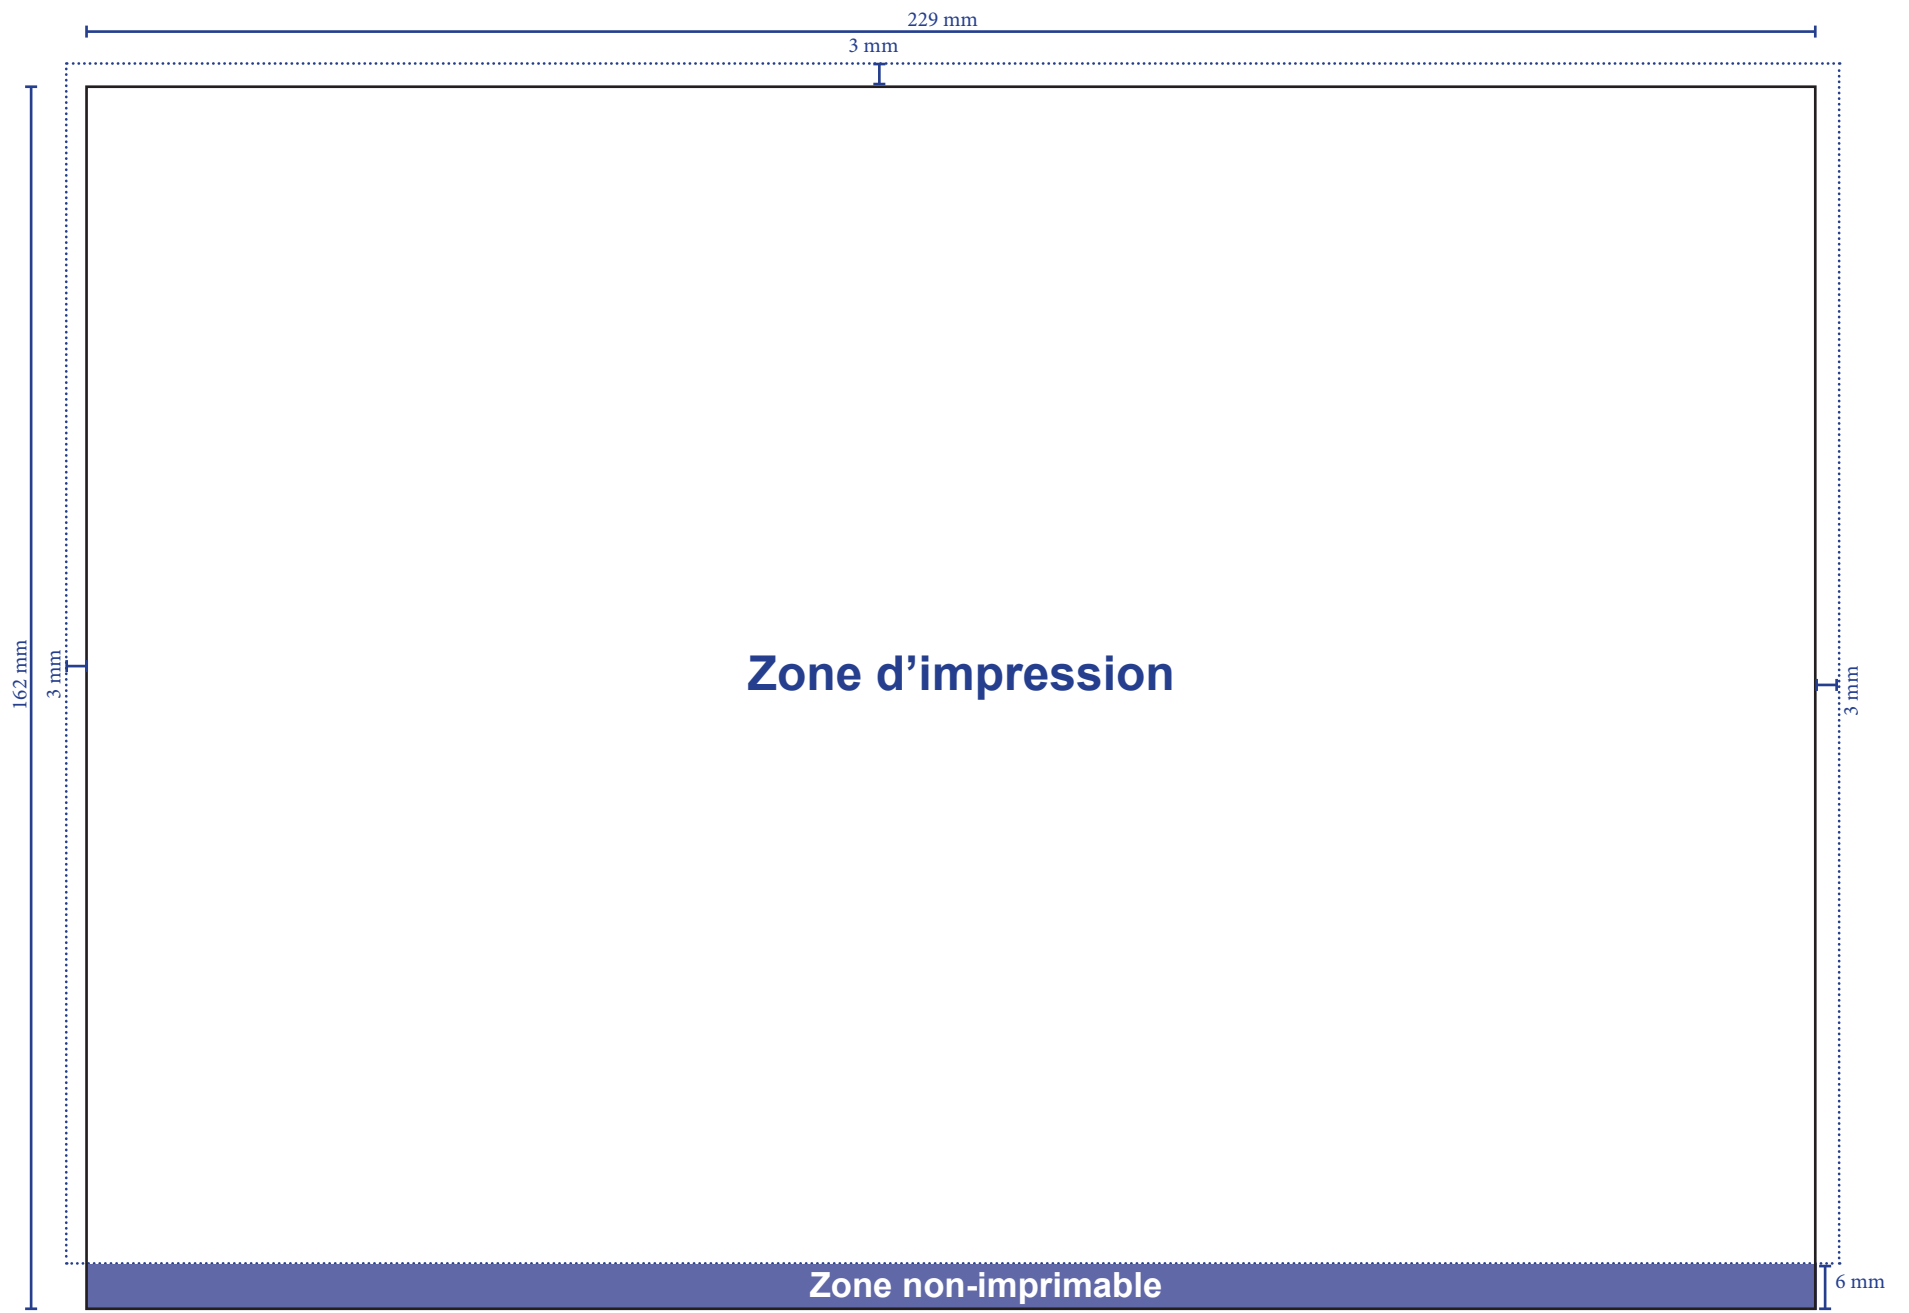 229 mm
3 mm
162 mm
3 mm
Zone d’impression
3 mm
Zone non-imprimable
6 mm